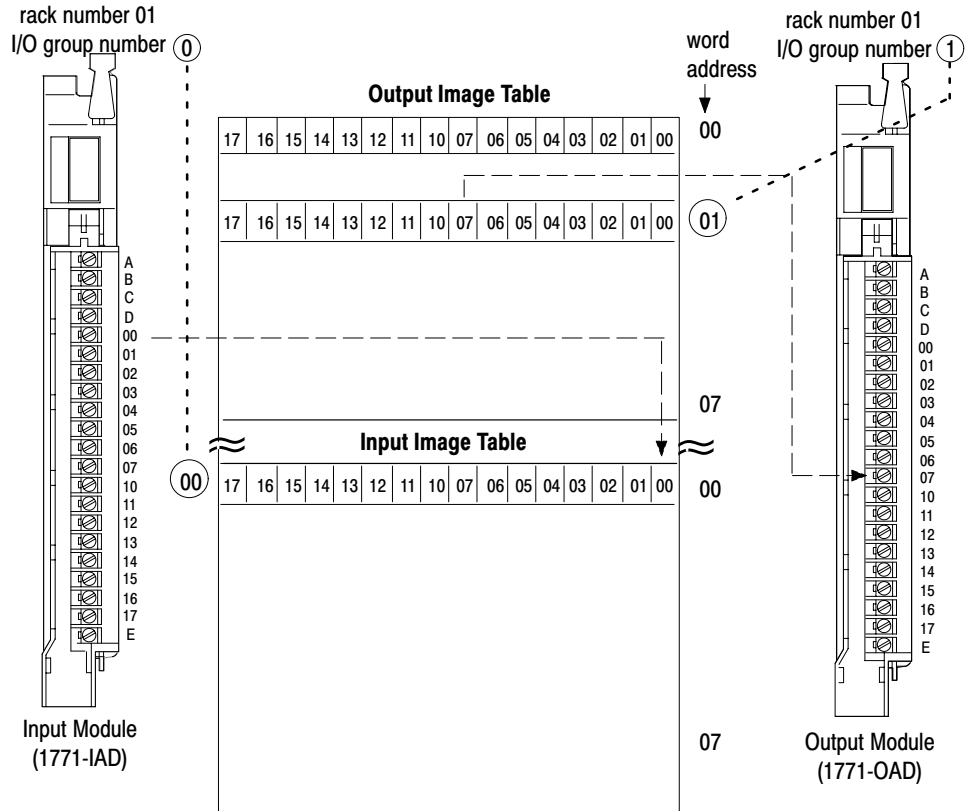 rack number 01
I/O group number 0
rack number 01
I/O group number 1
word
address
Output Image Table
17 16 15 14 13 12 11 10 07 06 05 04 03 02 01 00
00
17 16 15 14 13 12 11 10 07 06 05 04 03 02 01 00
01
07
Input Image Table
00
17 16 15 14 13 12 11 10 07 06 05 04 03 02 01 00
00
07
A
B
C
D
00
01
02
03
04
05
06
07
10
11
12
13
14
15
16
17
E
Input Module
(1771-IAD)
A
B
C
D
00
01
02
03
04
05
06
07
10
11
12
13
14
15
16
17
E
Output Module
(1771-OAD)